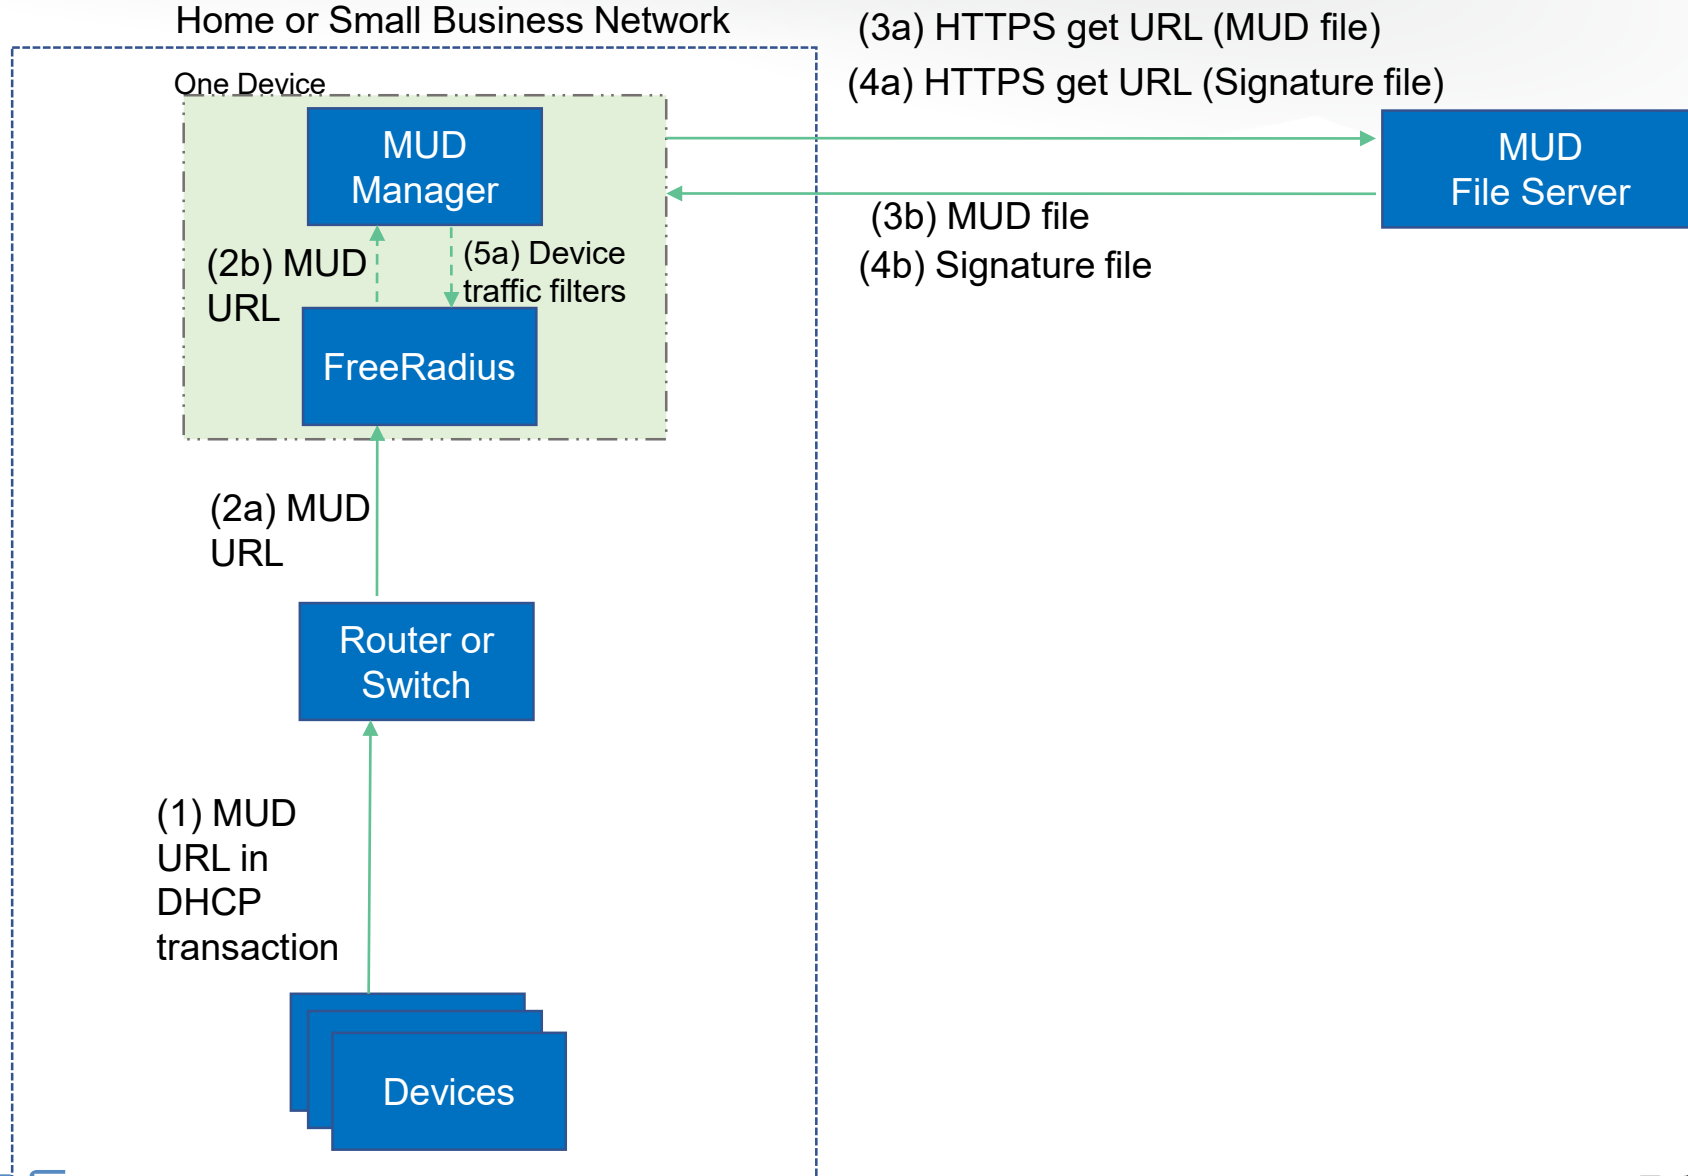 Home or Small Business Network
(3a) HTTPS get URL (MUD file)
(4a) HTTPS get URL (Signature file)
One Device
MUD
Manager
MUD
File Server
(3b) MUD file
(4b) Signature file
(2b) MUD
URL
(5a) Device
traffic filters
FreeRadius
(2a) MUD
URL
Router or
Switch
(1) MUD
URL in
DHCP
transaction
Devices